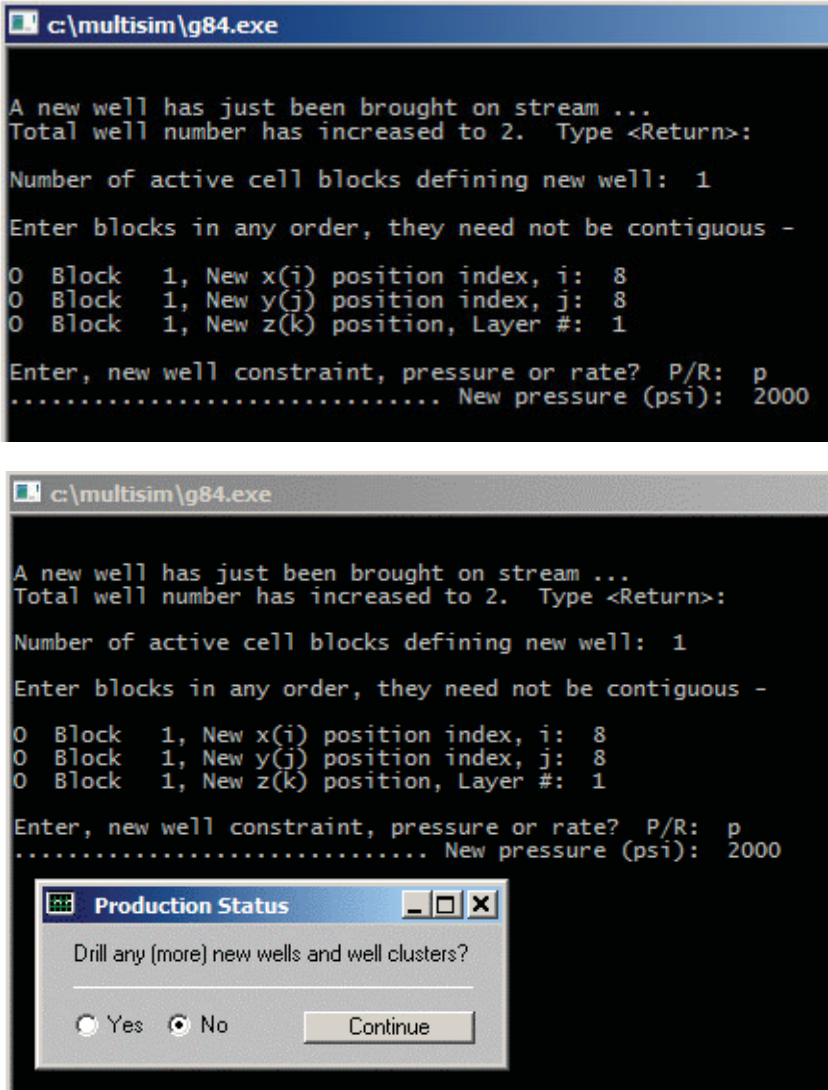 c:\multisim\g84.exe
A new well has just been brought on stream ...
Total well number has increased to 2.  Type <Return>:
Number of active cell blocks defining new well:  1
Enter blocks in any order, they need not be contiguous -
O  Block   1, New x(i) position index, i:  8
O  Block   1, New y(j) position index, j:  8
O  Block   1, New z(k) position, Layer #:  1
Enter, new well constraint, pressure or rate?  P/R:  p
............................... New pressure (psi):  2000
c:\multisim\g84.exe
A new well has just been brought on stream ...
Total well number has increased to 2.  Type <Return>:
Number of active cell blocks defining new well:  1
Enter blocks in any order, they need not be contiguous -
O  Block   1, New x(i) position index, i:  8
O  Block   1, New y(j) position index, j:  8
O  Block   1, New z(k) position, Layer #:  1
Enter, new well constraint, pressure or rate?  P/R:  p
............................... New pressure (psi):  2000
Production Status
Drill any (more) new wells and well clusters?
Yes No Continue